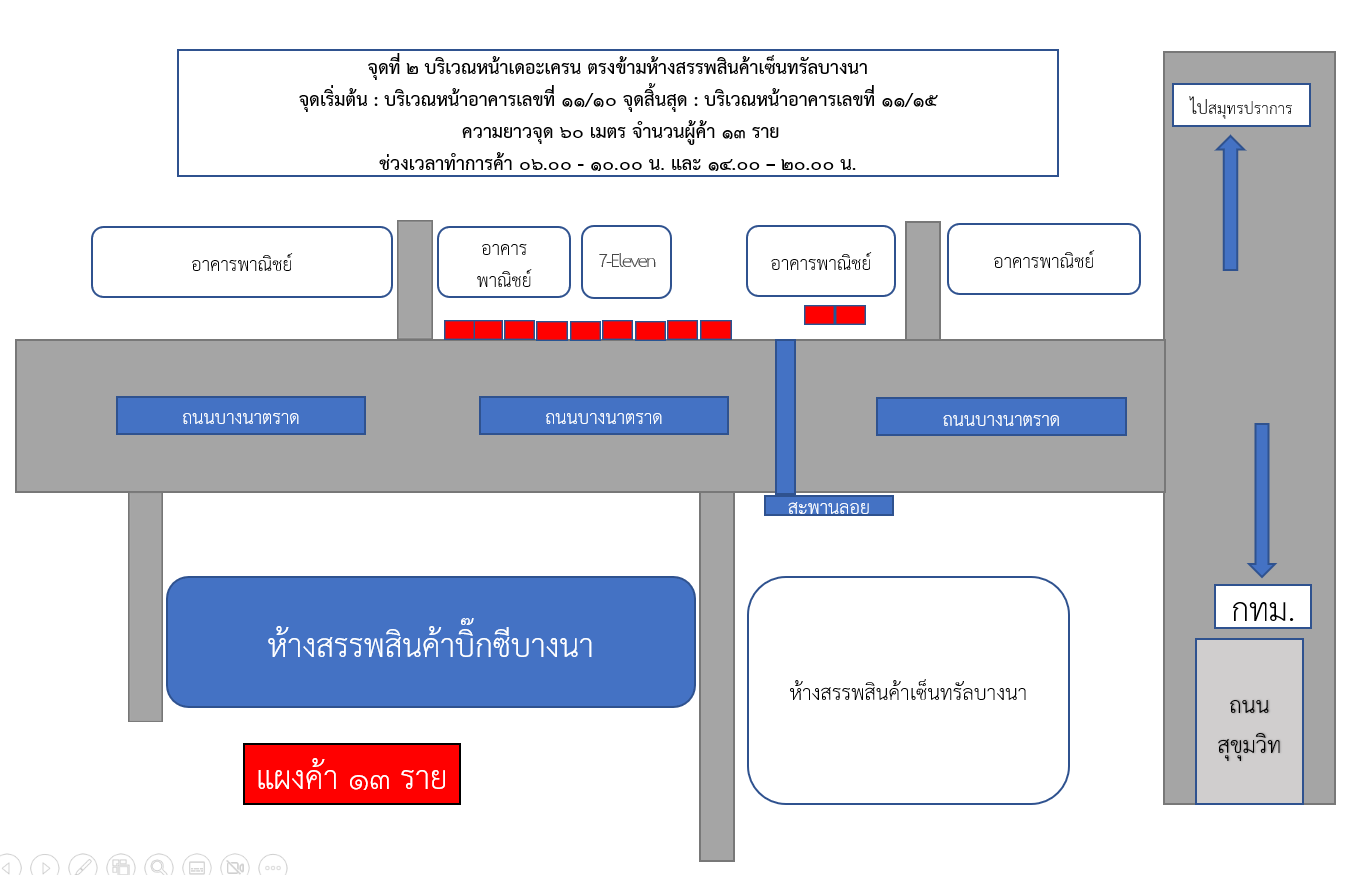 จุดที่ ๒ บริเวณหน้าเดอะเครน ตรงข้ามห้างสรรพสินค้าเซ็นทรัลบางนา
จุดเริ่มต้น : บริเวณหน้าอาคารเลขที่ ๑๑/๑๐ จุดสิ้นสุด : บริเวณหน้าอาคารเลขที่ ๑๑/๑๕
ความยาวจุด ๖๐ เมตร จำนวนผู้ค้า ๑๓ ราย
ช่วงเวลาทำการค้า ๐๖.๐๐ - ๑๐.๐๐ น. และ ๑๔.๐๐ – ๒๐.๐๐ น.
ไปสมุทรปราการ
อาคารพาณิชย์
อาคาร
พาณิชย์
7-Eleven
อาคารพาณิชย์
อาคารพาณิชย์
ถนนบางนาตราด
ถนนบางนาตราด
ถนนบางนาตราด
สะพานลอย
กทม.
ห้างสรรพสินค้าบิ๊กซีบางนา
ห้างสรรพสินค้าเซ็นทรัลบางนา
ถนน
สุขุมวิท
แผงค้า ๑๓ ราย